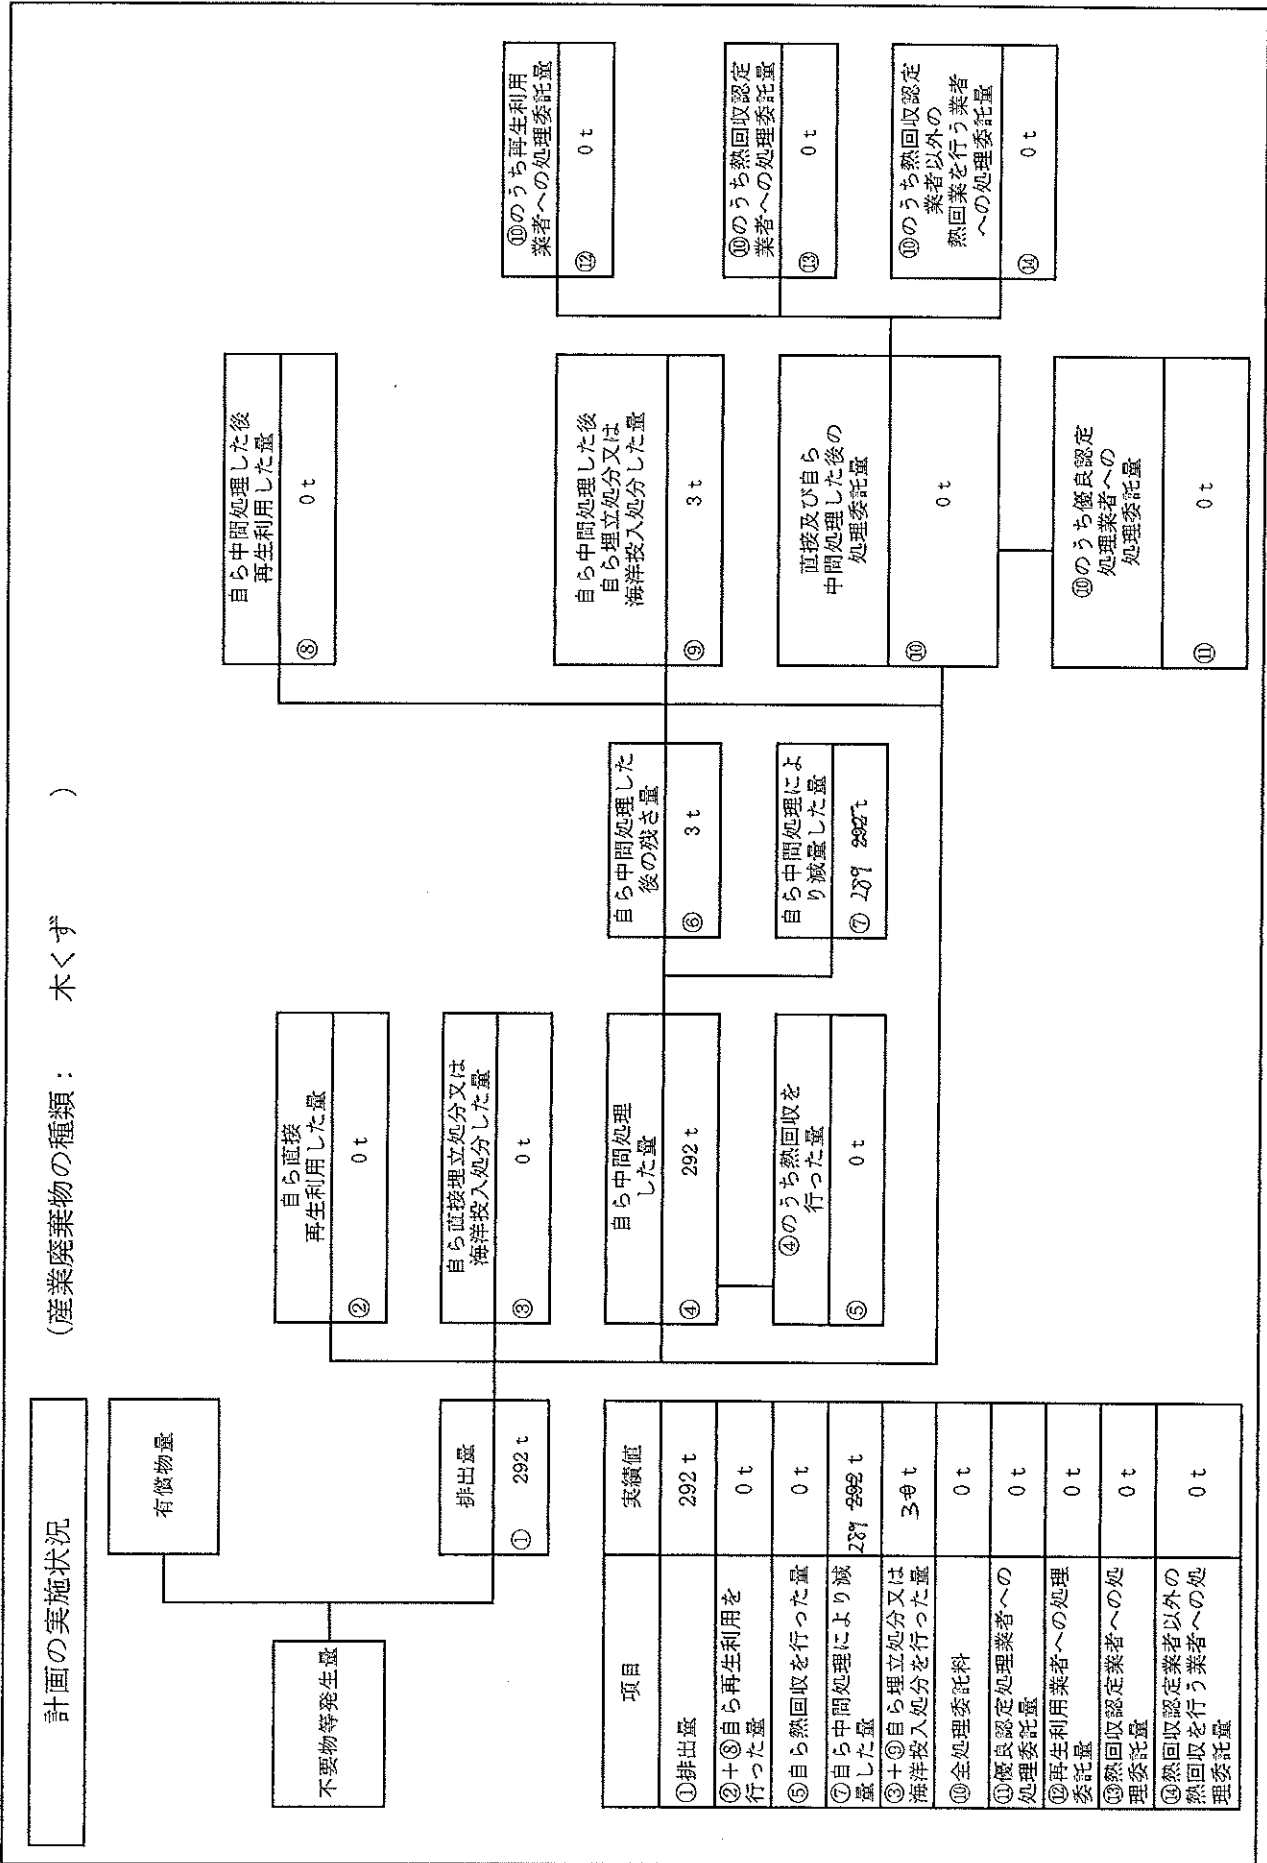 計画の実施状況
(産業廃棄物の種類： 木くず )
不要物等発生量
有償物量
排出量
① 292 t
自ら直接
再生利用した量
② 0 t
自ら直接埋立処分又は
海洋投入処分した量
③ 0 t
自ら中間処理
した量
④ 292 t
④のうち熱回収を
行った量
⑤ 0 t
自ら中間処理した
後の残さ量
⑥ 3 t
自ら中間処理によ
り減量した量
⑦ 289 292 t
自ら中間処理した後
再生利用した量
⑧ 0 t
自ら中間処理した後
自ら埋立処分又は
海洋投入処分した量
⑨ 3 t
直接及び自ら
中間処理した後の
処理委託量
⑩ 0 t
⑩のうち優良認定
処理業者への
処理委託量
⑪ 0 t
⑩のうち再生利用
業者への処理委託量
⑫ 0 t
⑩のうち熱回収認定
業者への処理委託量
⑬ 0 t
⑩のうち熱回収認定
業者以外の
熱回業を行う業者
への処理委託量
⑭ 0 t
項目 実績値
①排出量 292 t
②＋⑧自ら再生利用を
行った量 0 t
⑤自ら熱回収を行った量 0 t
⑦自ら中間処理により減
量した量 289 292 t
③＋⑨自ら埋立処分又は
海洋投入処分を行った量 3 0 t
⑩全処理委託料 0 t
⑪優良認定処理業者への
処理委託量 0 t
⑫再生利用業者への処理
委託量 0 t
⑬熱回収認定業者への処
理委託量 0 t
⑭熱回収認定業者以外の
熱回収を行う業者への処
理委託量 0 t